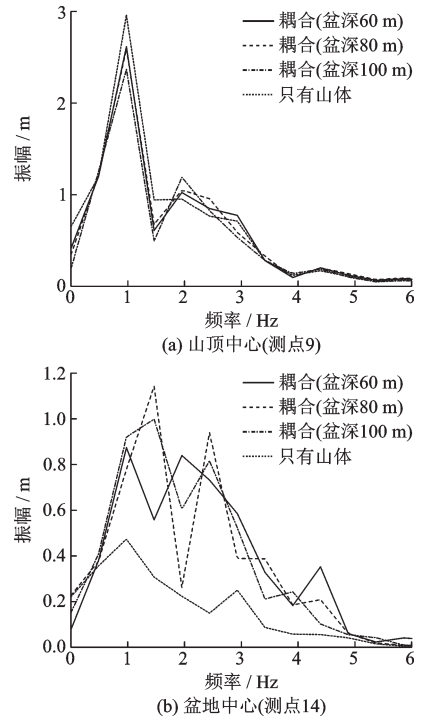 3
2
1
0
振幅 / m
耦合(盆深60 m)
耦合(盆深80 m)
耦合(盆深100 m)
只有山体
0 1 2 3 4 5 6
频率 / Hz
(a) 山顶中心(测点9)
1.2
1.0
0.8
0.6
0.4
0.2
0.0
振幅 / m
耦合(盆深60 m)
耦合(盆深80 m)
耦合(盆深100 m)
只有山体
0 1 2 3 4 5 6
频率 / Hz
(b) 盆地中心(测点14)